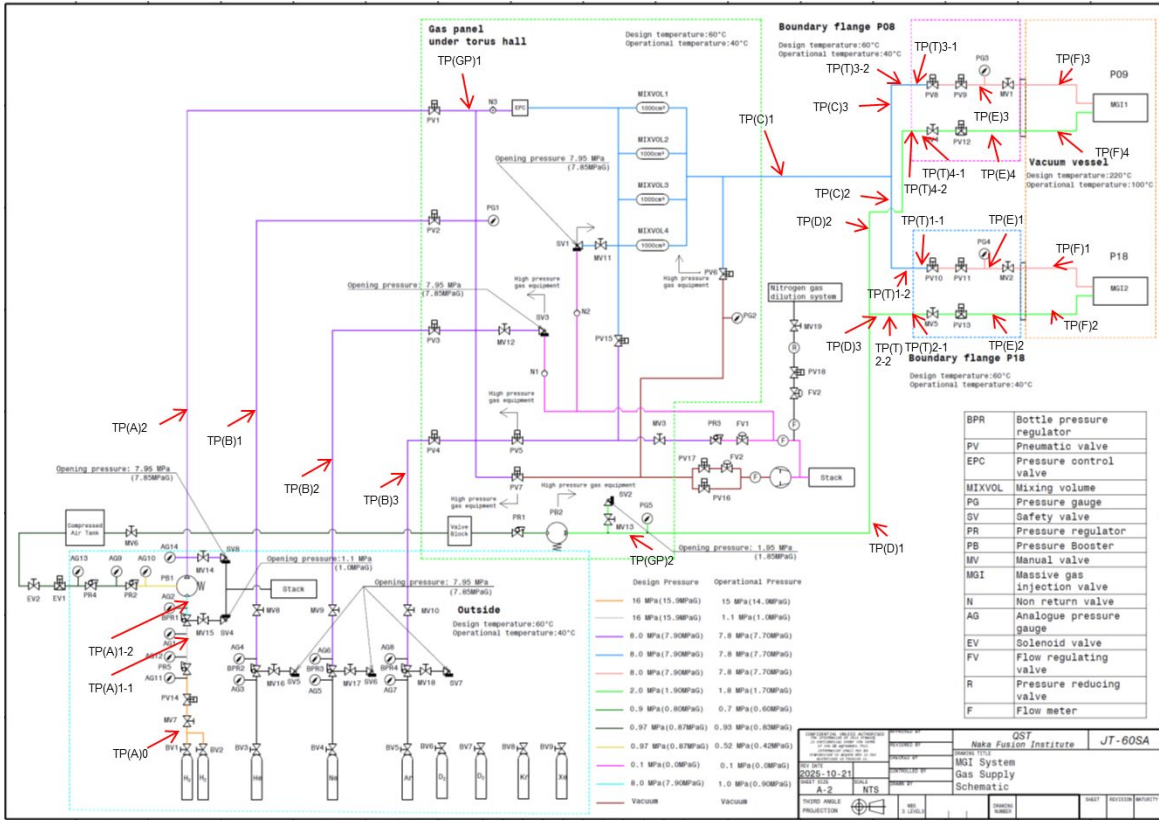 Gas panel
under torus hall
Design temperature:60°C
Operational temperature:40°C
Boundary flange P08
Design temperature:60°C
Operational temperature:40°C
TP(GP)1
TP(T)3-1
TP(T)3-2
PG3
TP(F)3
P09
PV1
N3
EPC
MIXVOL1
1000cm³
PV8
PV9
MV1
MGI1
TP(C)3
TP(E)3
TP(C)1
MIXVOL2
1000cm³
PV12
TP(T)4-1
TP(T)4-2
TP(E)4
TP(F)4
Vacuum vessel
Design temperature:220°C
Operational temperature:100°C
Opening pressure 7.95 MPa
(7.85MPaG)
MIXVOL3
1000cm³
TP(C)2
PG1
PV2
MIXVOL4
1000cm³
TP(D)2
TP(T)1-1
TP(E)1
SV1
MV11
PG4
TP(F)1
P18
High pressure
gas equipment
High pressure
gas equipment
PV6
PV10
PV11
MV2
MGI2
Opening pressure: 7.95 MPa
(7.85MPaG)
Nitrogen gas
dilution system
TP(T)1-2
SV3
N2
PG2
MV19
PV3
MV12
PV15
R
MV5
PV13
TP(D)3
TP(T)
2-2
TP(T)2-1
TP(E)2
TP(F)2
Boundary flange P18
Design temperature:60°C
Operational temperature:40°C
N1
PV18
FV2
High pressure
gas equipment
TP(A)2
TP(B)1
TP(B)2
TP(B)3
PV4
PV5
MV3
PR3
FV1
F
F
Opening pressure: 7.95 MPa
(7.85MPaG)
PV17
FV2
F
PV7
PV16
Stack
High pressure
gas equipment
High pressure gas equipment
PB2
SV2
PG5
Compressed
Air Tank
MV6
Valve
Block
PR1
MV13
TP(GP)2
TP(D)1
Opening pressure:1.1 MPa
(1.0MPaG)
Opening pressure: 1.95 MPa
(1.85MPaG)
AG13
AG9
AG10
AG14
SV8
PB1
MV14
Stack
Opening pressure:7.95 MPa
(7.85MPaG)
EV2
EV1
PR4
PR2
AG2
BPR1
MV15
SV4
MV8
MV9
MV10
Outside
Design temperature:60°C
Operational temperature:40°C
TP(A)1-2
AG1
AG12
PR5
AG11
AG4
BPR2
AG3
MV16
SV5
AG6
BPR3
AG5
MV17
SV6
AG8
BPR4
AG7
MV18
SV7
TP(A)1-1
PV14
MV7
TP(A)0
BV1
BV2
BV3
BV4
BV5
BV6
BV7
BV8
BV9
H₂
H₂
He
Ne
Ar
D₂
D₂
Kr
Xe
Design Pressure Operational Pressure
16 MPa(15.9MPaG) 15 MPa(14.9MPaG)
16 MPa(15.9MPaG) 1.1 MPa(1.0MPaG)
8.0 MPa(7.90MPaG) 7.8 MPa(7.70MPaG)
8.0 MPa(7.90MPaG) 7.8 MPa(7.70MPaG)
8.0 MPa(7.90MPaG) 7.8 MPa(7.70MPaG)
2.0 MPa(1.90MPaG) 1.8 MPa(1.70MPaG)
0.9 MPa(0.80MPaG) 0.7 MPa(0.60MPaG)
0.97 MPa(0.87MPaG) 0.93 MPa(0.83MPaG)
0.97 MPa(0.87MPaG) 0.52 MPa(0.42MPaG)
0.1 MPa(0.0MPaG) 0.1 MPa(0.0MPaG)
8.0 MPa(7.90MPaG) 1.0 MPa(0.90MPaG)
Vacuum Vacuum
BPR Bottle pressure
regulator
PV Pneumatic valve
EPC Pressure control
valve
MIXVOL Mixing volume
PG Pressure gauge
SV Safety valve
PR Pressure regulator
PB Pressure Booster
MV Manual valve
MGI Massive gas
injection valve
N Non return valve
AG Analogue pressure
gauge
EV Solenoid valve
FV Flow regulating
valve
R Pressure reducing
valve
F Flow meter
QST
Naka Fusion Institute
JT-60SA
DRAWING TITLE
MGI System
Gas Supply
Schematic
REV DATE
2025-10-21
SHEET SIZE
A-2
SCALE
NTS
THIRD ANGLE
PROJECTION
DRAWING
NUMBER
SHEET
REVISION
MATURITY